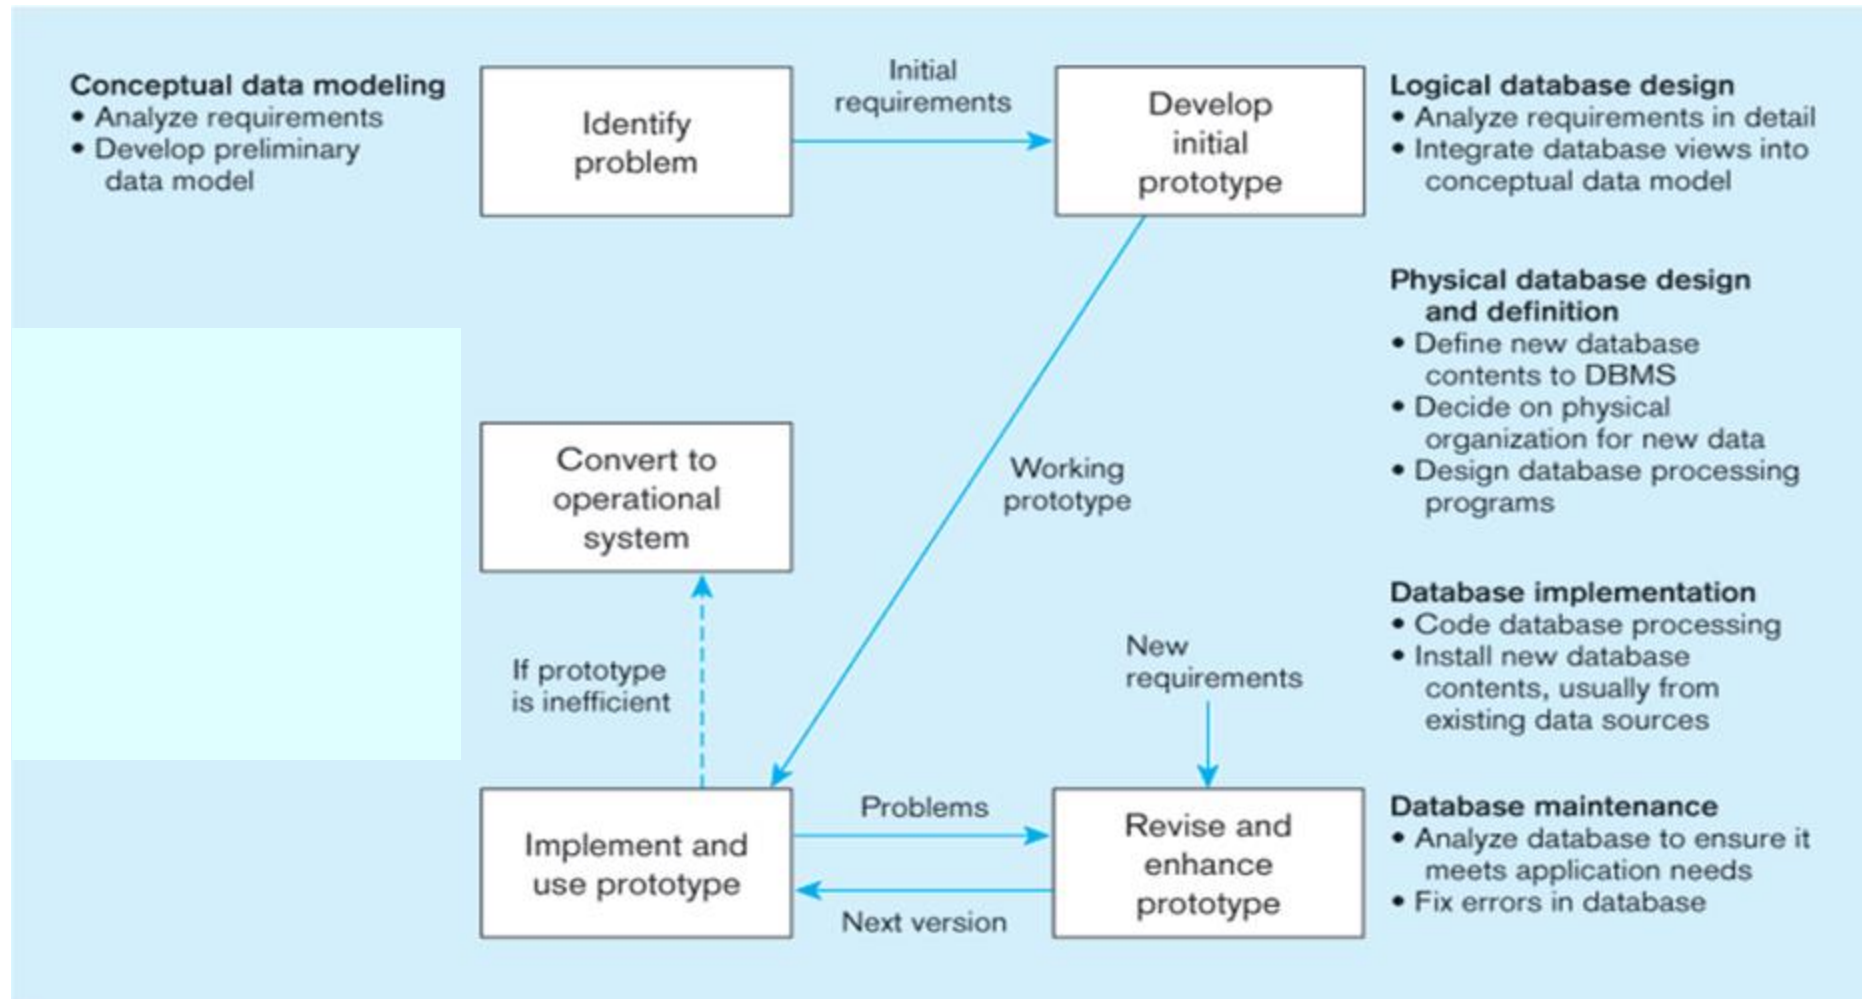 Conceptual data modeling
• Analyze requirements
• Develop preliminary
data model
Identify
problem
Initial
requirements
Develop
initial
prototype
Logical database design
• Analyze requirements in detail
• Integrate database views into
conceptual data model
Physical database design
and definition
• Define new database
contents to DBMS
• Decide on physical
organization for new data
• Design database processing
programs
Convert to
operational
system
Working
prototype
If prototype
is inefficient
New
requirements
Database implementation
• Code database processing
• Install new database
contents, usually from
existing data sources
Implement and
use prototype
Problems
Next version
Revise and
enhance
prototype
Database maintenance
• Analyze database to ensure it
meets application needs
• Fix errors in database